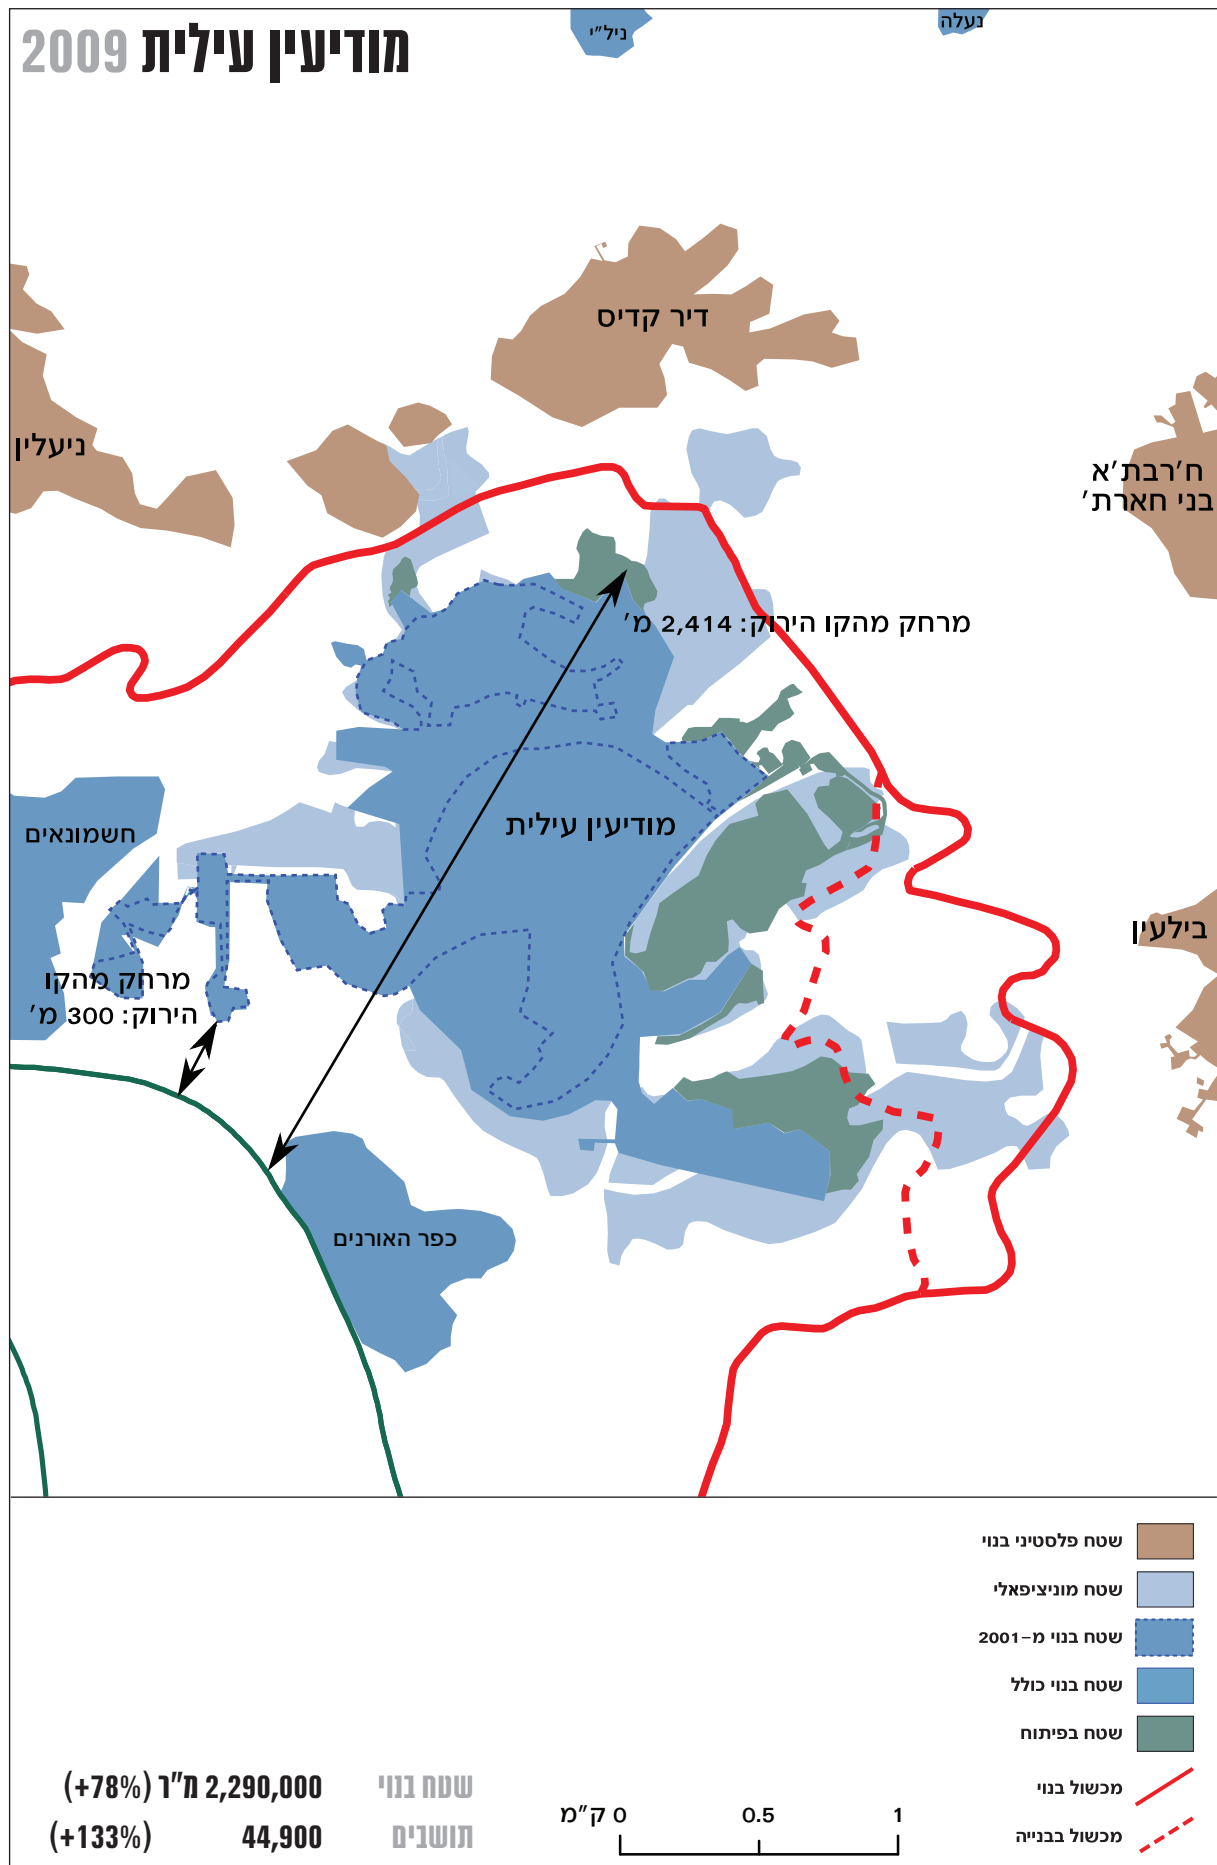 מודיעין עילית 2009
ניל"י
נעלה
דיר קדיס
ניעלין
ח'רבת'א
בני חארת'
מרחק מהקו הירוק: 2,414 מ'
מודיעין עילית
חשמונאים
בילעין
מרחק מהקו
הירוק: 300 מ'
כפר האורנים
שטח פלסטיני בנוי
שטח מוניציפאלי
שטח בנוי מ-2001
שטח בנוי כולל
שטח בפיתוח
מכשול בנוי
מכשול בבנייה
שטח בנוי 2,290,000 מ"ר (+78%)
תושבים 44,900 (+133%)
ק"מ 0 0.5 1